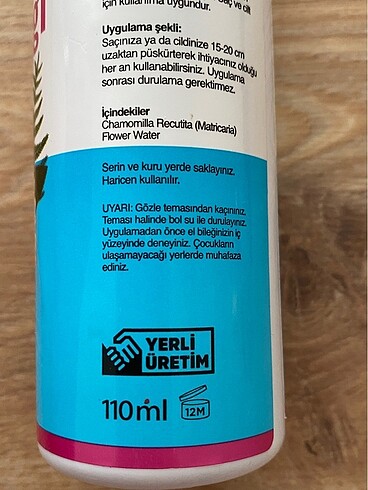 için kullanıma uygundur.
Uygulama şekli:
Saçınıza ya da cildinize 15-20 cm
uzaktan püskürterek ihtiyacınız olduğu
her an kullanabilirsiniz. Uygulama
sonrası durulama gerektirmez.
İçindekiler
Chamomilla Recutita (Matricaria)
Flower Water
Serin ve kuru yerde saklayınız.
Haricen kullanılır.
UYARI: Gözle temasından kaçınınız.
Teması halinde bol su ile durulayınız.
Uygulamadan önce el bileğinizin iç
yüzeyinde deneyiniz. Çocukların
ulaşamayacağı yerlerde muhafaza
ediniz.
YERLİ
ÜRETİM
110ml 12M